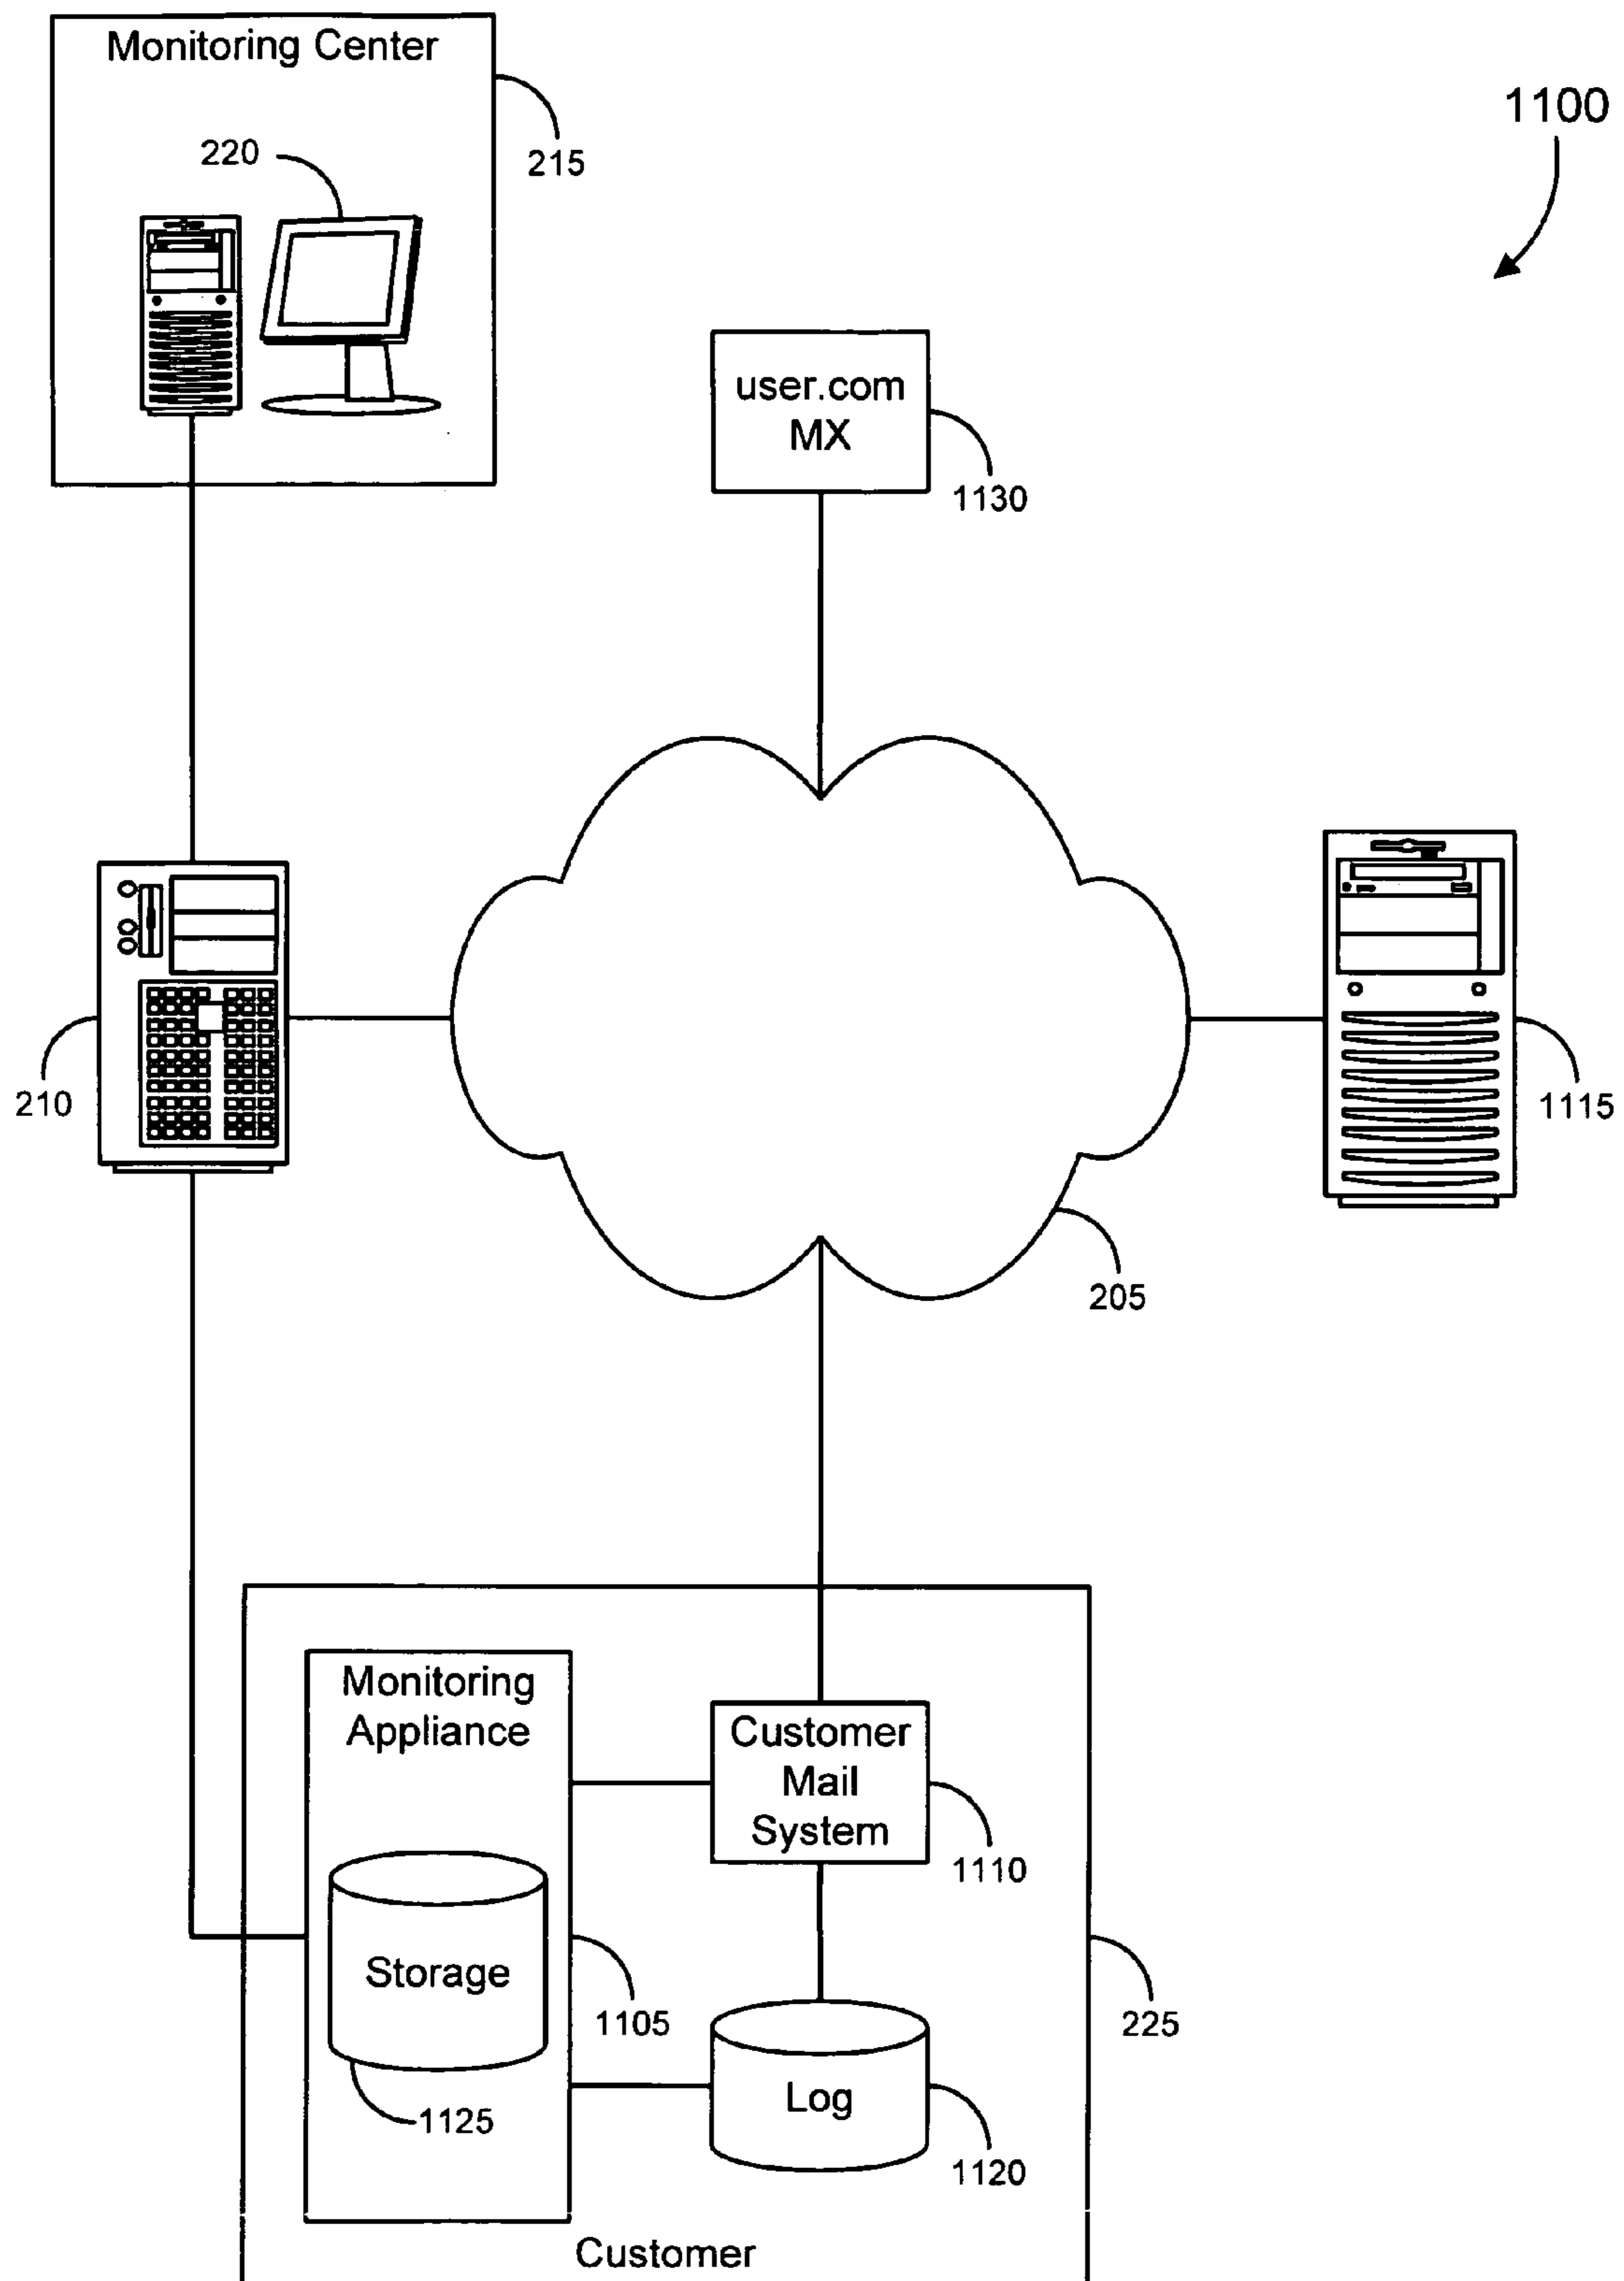 Monitoring Center
215
220
1100
user.com
MX
1130
210
1115
205
Monitoring
Appliance
Customer
Mail
System
1110
Storage
1105
225
Log
1125
1120
Customer